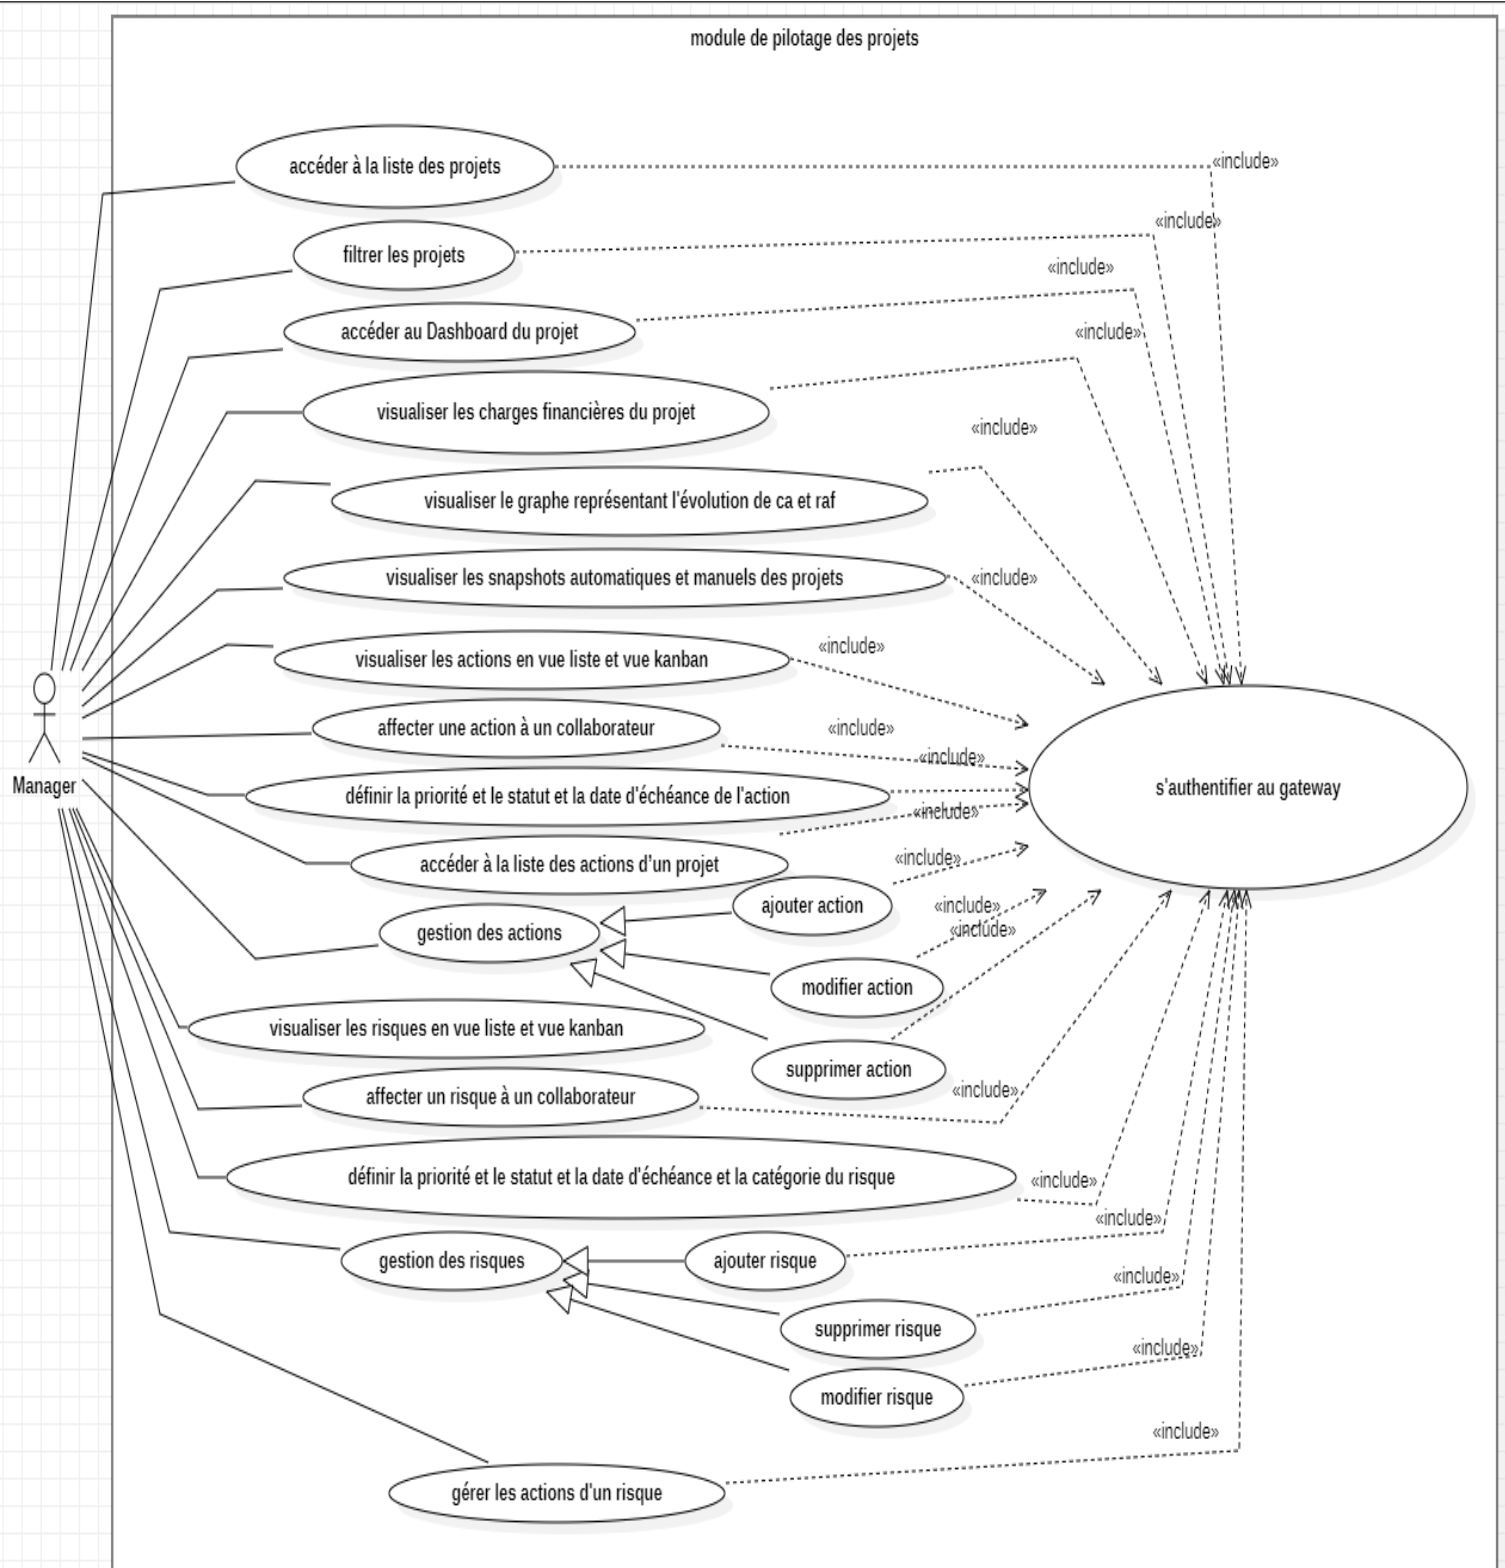 module de pilotage des projets
accéder à la liste des projets
«include»
filtrer les projets
«include»
accéder au Dashboard du projet
«include»
visualiser les charges financières du projet
«include»
visualiser le graphe représentant l'évolution de ca et raf
«include»
visualiser les snapshots automatiques et manuels des projets
«include»
visualiser les actions en vue liste et vue kanban
«include»
affecter une action à un collaborateur
«include»
Manager
définir la priorité et le statut et la date d'échéance de l'action
«include»
s'authentifier au gateway
accéder à la liste des actions d'un projet
«include»
ajouter action
«include»
gestion des actions
modifier action
«include»
supprimer action
«include»
visualiser les risques en vue liste et vue kanban
affecter un risque à un collaborateur
«include»
définir la priorité et le statut et la date d'échéance et la catégorie du risque
«include»
gestion des risques
ajouter risque
«include»
supprimer risque
«include»
modifier risque
«include»
gérer les actions d'un risque
«include»